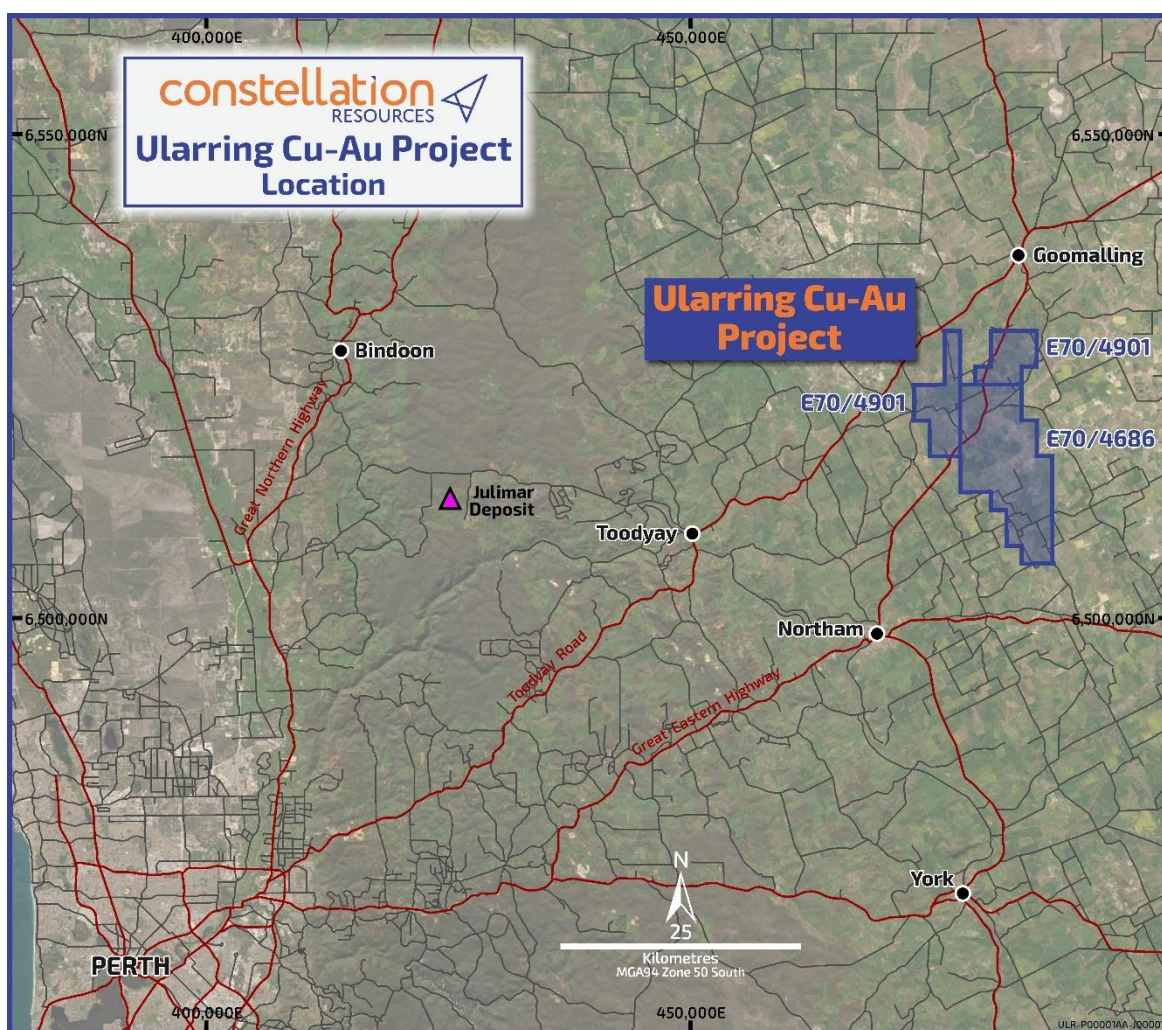 400,000E
450,000E
constellation
RESOURCES
Ularring Cu-Au Project
Location
6,550,000N
6,550,000N
Goomalling
Ularring Cu-Au
Project
E70/4901
Bindoon
E70/4901
E70/4686
Great Northern Highway
Julimar
Deposit
Toodyay
6,500,000N
6,500,000N
Northam
Toodyay Road
Great Eastern Highway
York
N
25
Kilometres
MGA94 Zone 50 South
PERTH
400,000E
450,000E